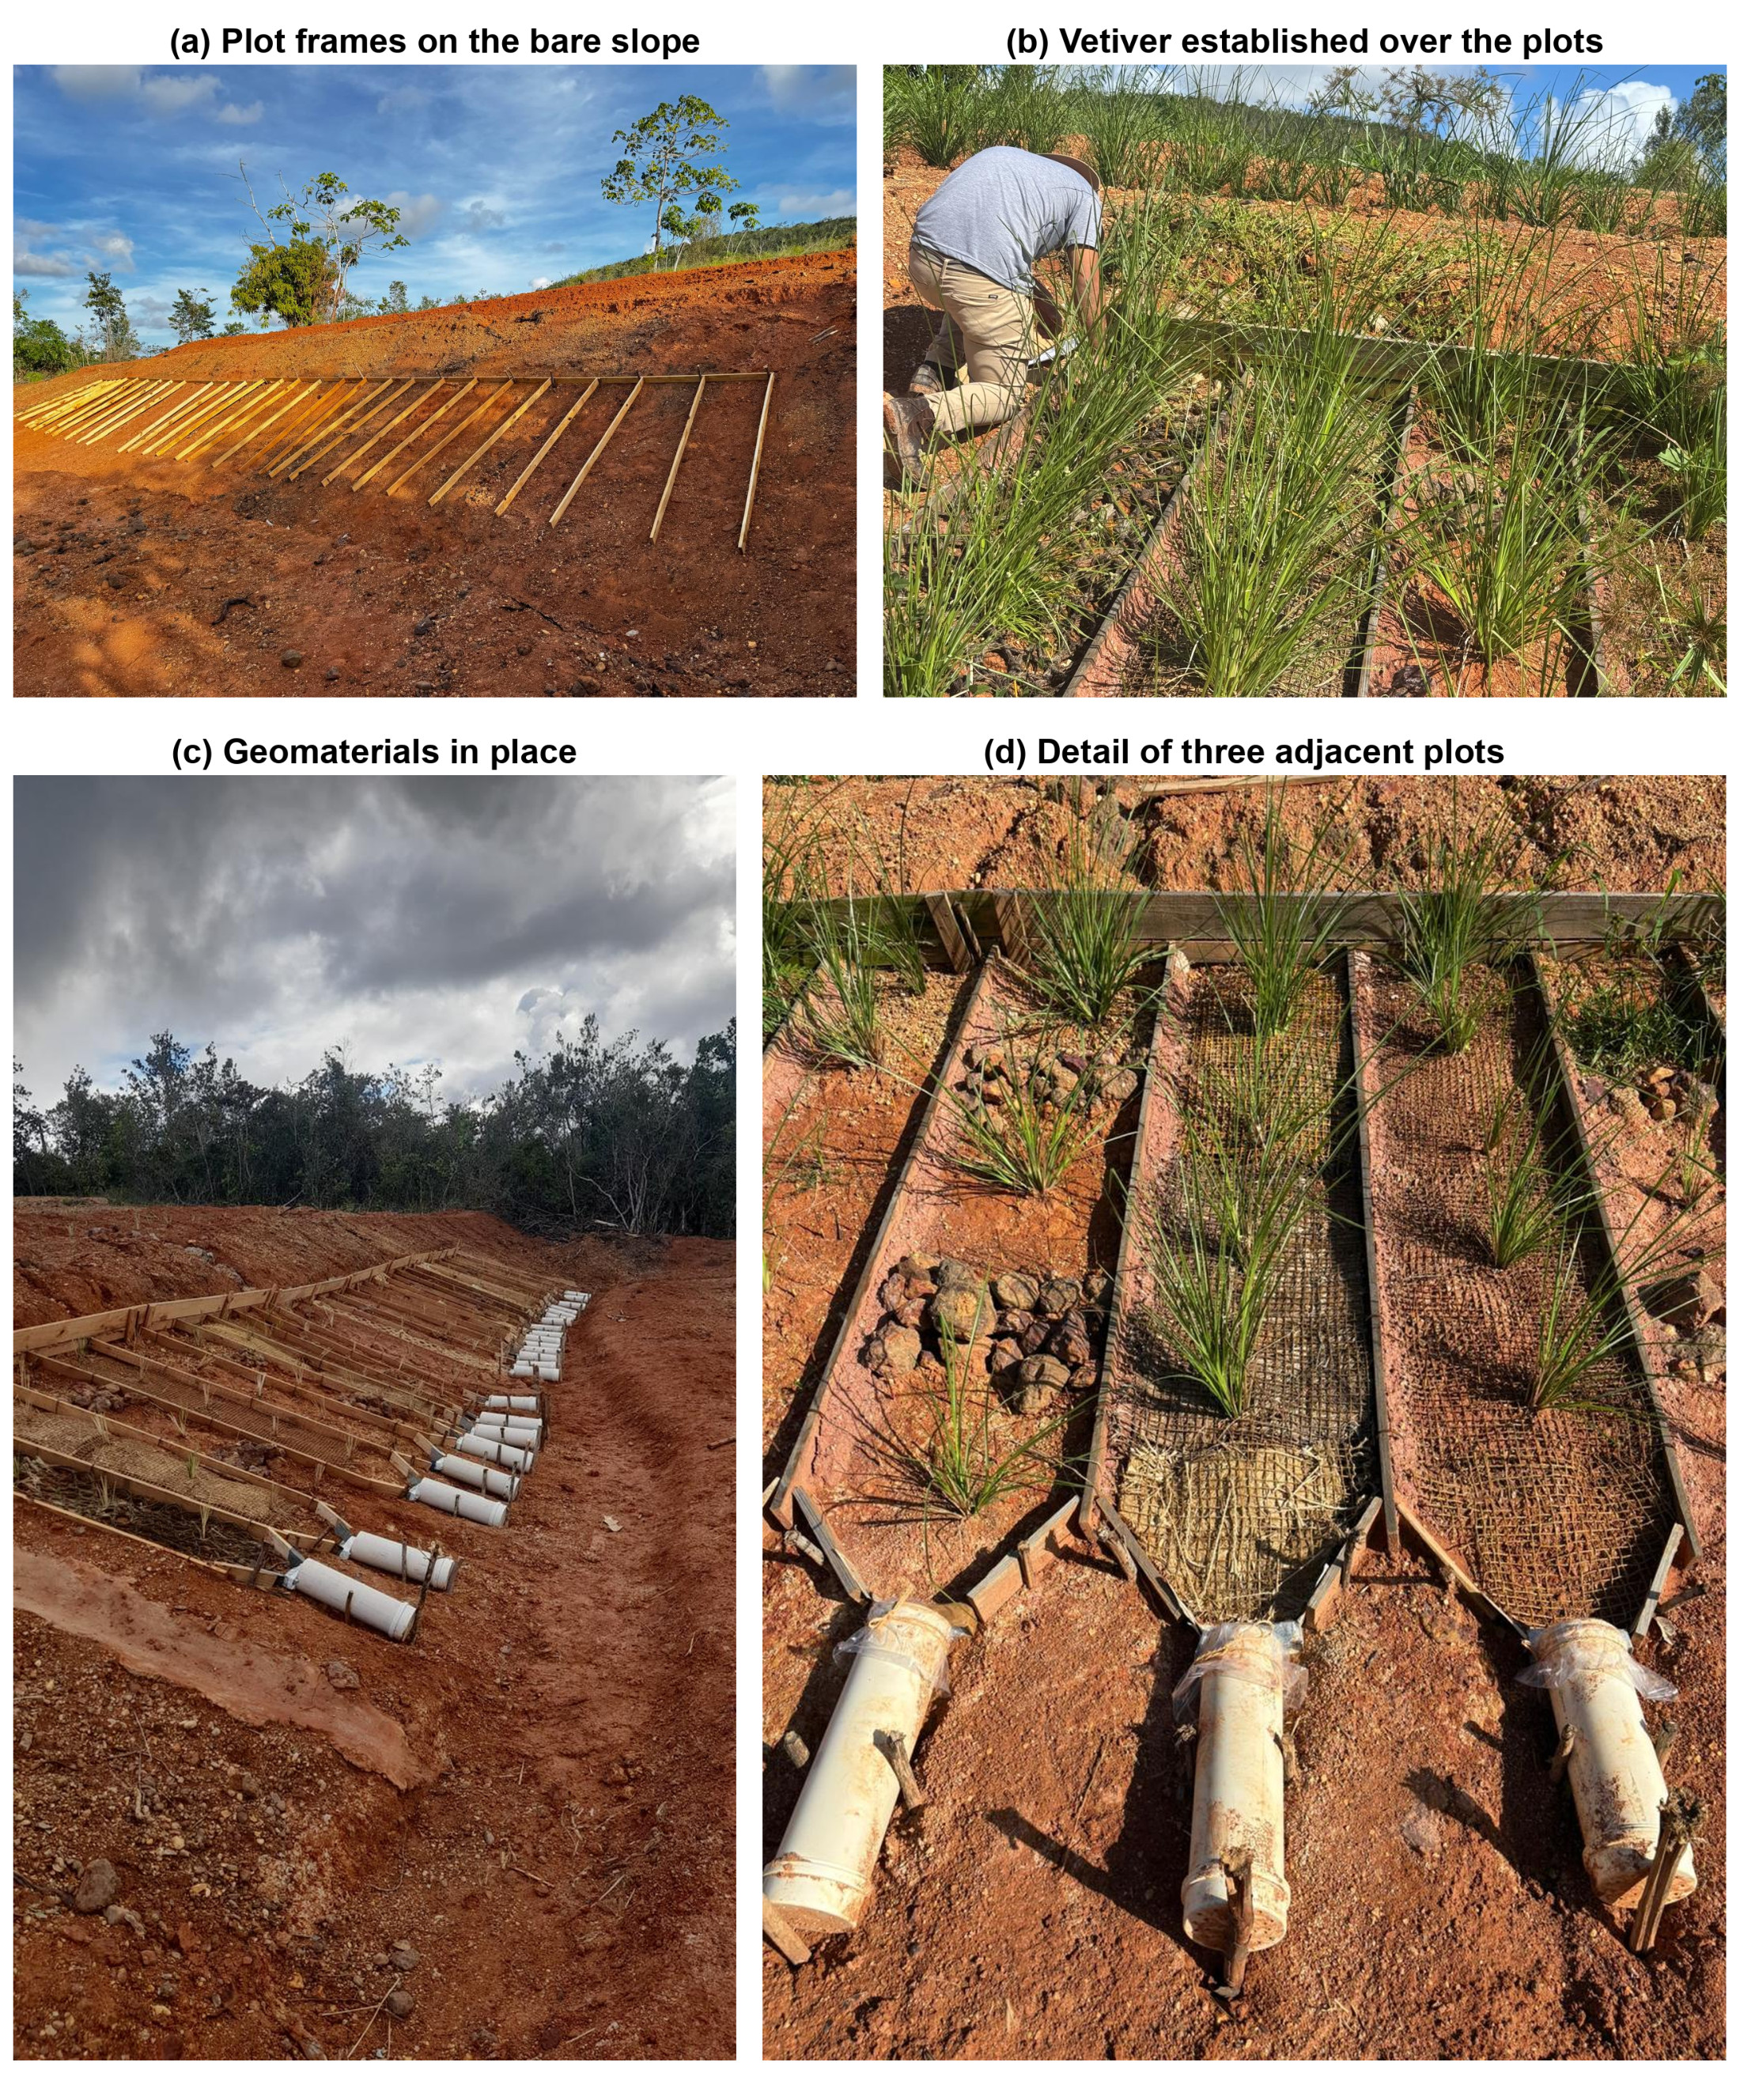 (a) Plot frames on the bare slope
(b) Vetiver established over the plots
(c) Geomaterials in place
(d) Detail of three adjacent plots